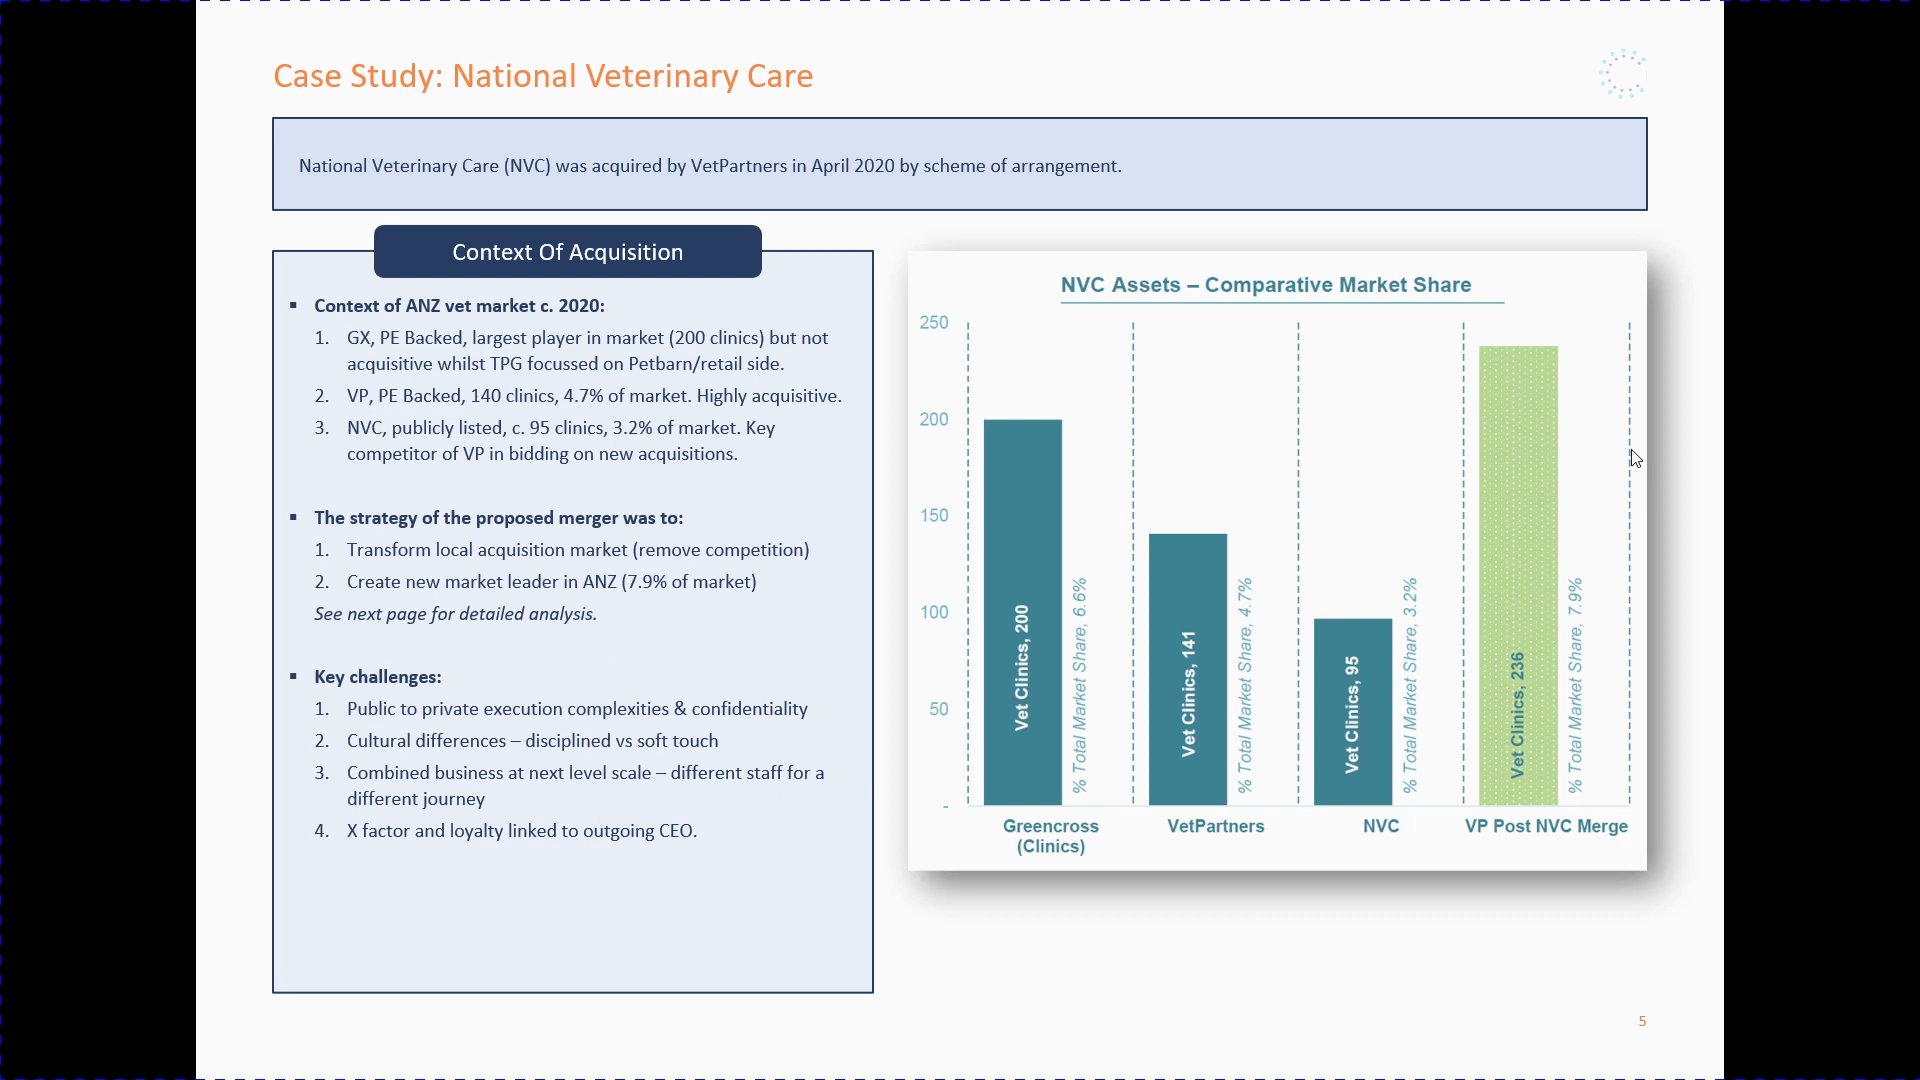 Case Study: National Veterinary Care
National Veterinary Care (NVC) was acquired by VetPartners in April 2020 by scheme of arrangement.
Context Of Acquisition
▪ Context of ANZ vet market c. 2020:
1. GX, PE Backed, largest player in market (200 clinics) but not
acquisitive whilst TPG focussed on Petbarn/retail side.
2. VP, PE Backed, 140 clinics, 4.7% of market. Highly acquisitive.
3. NVC, publicly listed, c. 95 clinics, 3.2% of market. Key
competitor of VP in bidding on new acquisitions.
▪ The strategy of the proposed merger was to:
1. Transform local acquisition market (remove competition)
2. Create new market leader in ANZ (7.9% of market)
See next page for detailed analysis.
▪ Key challenges:
1. Public to private execution complexities & confidentiality
2. Cultural differences – disciplined vs soft touch
3. Combined business at next level scale – different staff for a
different journey
4. X factor and loyalty linked to outgoing CEO.
NVC Assets – Comparative Market Share
250
200
150
100
50
-
Vet Clinics, 200
% Total Market Share, 6.6%
Vet Clinics, 141
% Total Market Share, 4.7%
Vet Clinics, 95
% Total Market Share, 3.2%
Vet Clinics, 236
% Total Market Share, 7.9%
Greencross
(Clinics)
VetPartners
NVC
VP Post NVC Merge
5